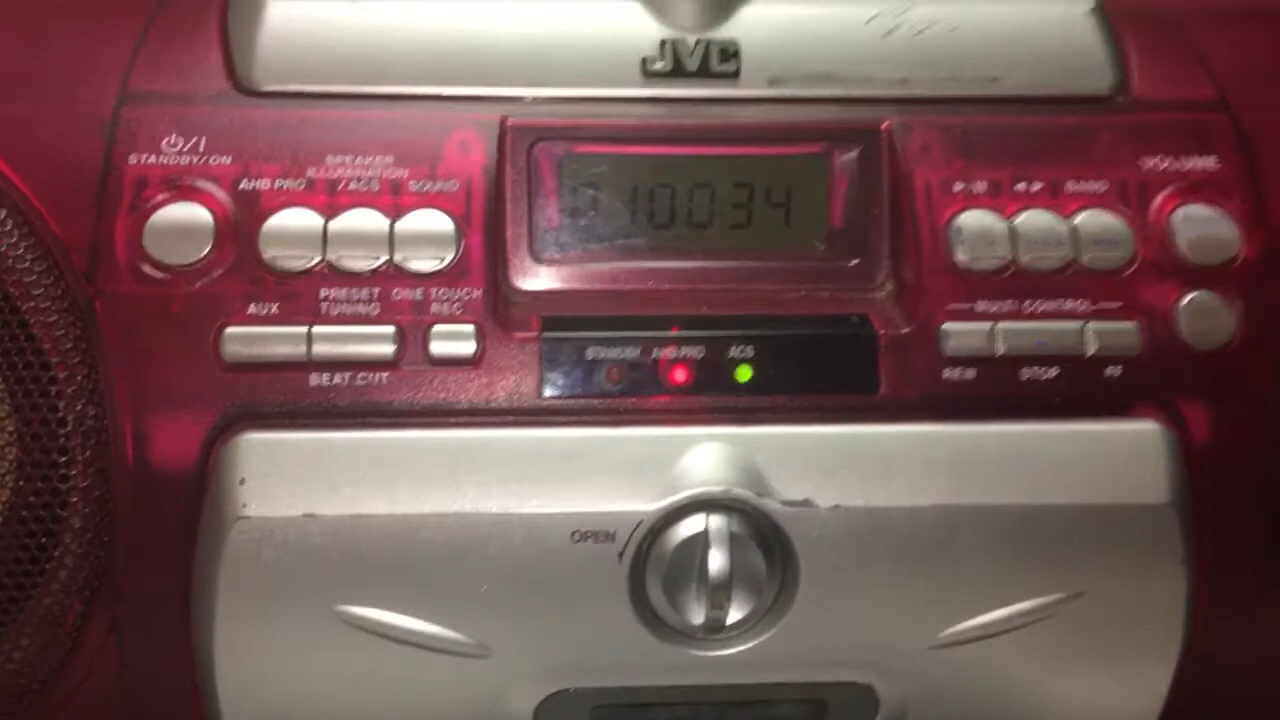 JVC
⏻/I
STANDBY/ON
SPEAKER
ILLUMINATION
AHB PRO /ACS SOUND
10034
VOLUME
BAND
AUX
PRESET
TUNING
ONE TOUCH
REC
BEAT CUT
STANDBY AHB PRO ACS
MULTI CONTROL
REW STOP FF
OPEN